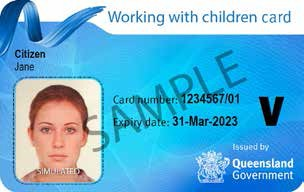 Working with children card
Citizen
Jane
SAMPLE
Card number: 1234567/01
Expiry date: 31-Mar-2023
V
SIMULATED
Issued by
Queensland
Government